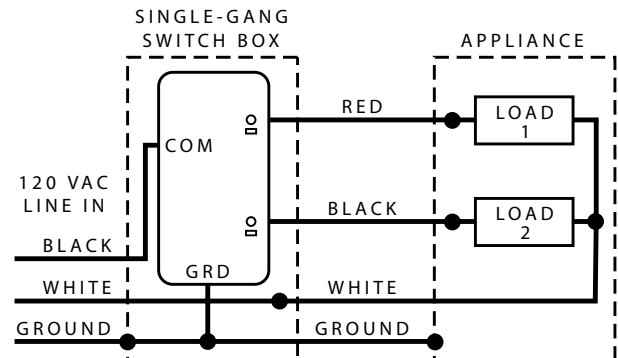 SINGLE-GANG
SWITCH BOX
APPLIANCE
RED
LOAD
1
COM
120 VAC
LINE IN
BLACK
LOAD
2
BLACK
GRD
WHITE
WHITE
GROUND
GROUND